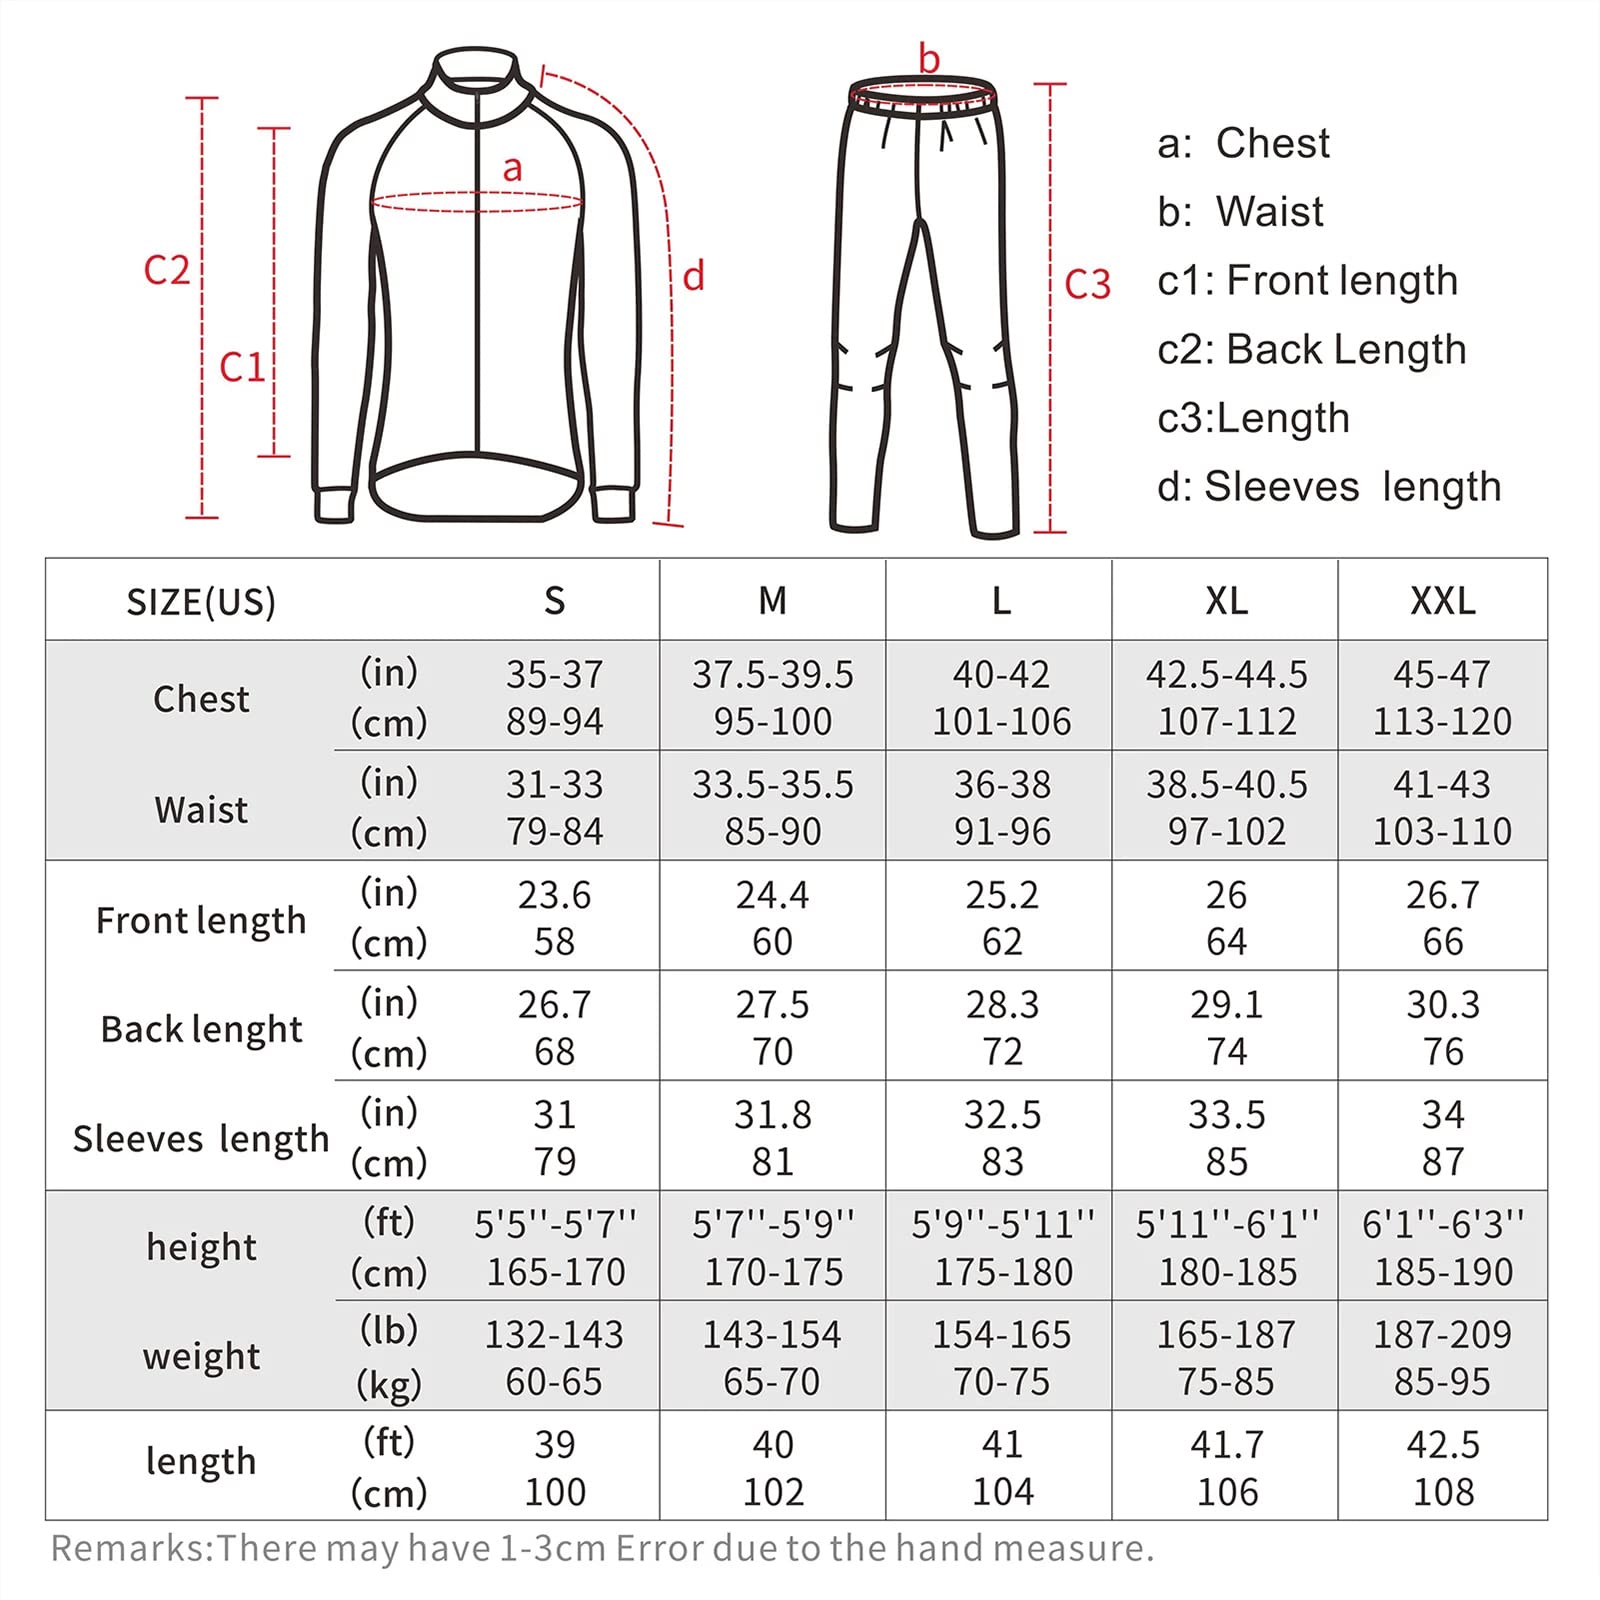 b
a
C2
C1
d
C3
a: Chest
b: Waist
c1: Front length
c2: Back Length
c3:Length
d: Sleeves length
SIZE(US) S M L XL XXL
Chest
(in) 35-37 37.5-39.5 40-42 42.5-44.5 45-47
(cm) 89-94 95-100 101-106 107-112 113-120
Waist
(in) 31-33 33.5-35.5 36-38 38.5-40.5 41-43
(cm) 79-84 85-90 91-96 97-102 103-110
Front length
(in) 23.6 24.4 25.2 26 26.7
(cm) 58 60 62 64 66
Back lenght
(in) 26.7 27.5 28.3 29.1 30.3
(cm) 68 70 72 74 76
Sleeves length
(in) 31 31.8 32.5 33.5 34
(cm) 79 81 83 85 87
height
(ft) 5'5''-5'7'' 5'7''-5'9'' 5'9''-5'11'' 5'11''-6'1'' 6'1''-6'3''
(cm) 165-170 170-175 175-180 180-185 185-190
weight
(lb) 132-143 143-154 154-165 165-187 187-209
(kg) 60-65 65-70 70-75 75-85 85-95
length
(ft) 39 40 41 41.7 42.5
(cm) 100 102 104 106 108
Remarks:There may have 1-3cm Error due to the hand measure.